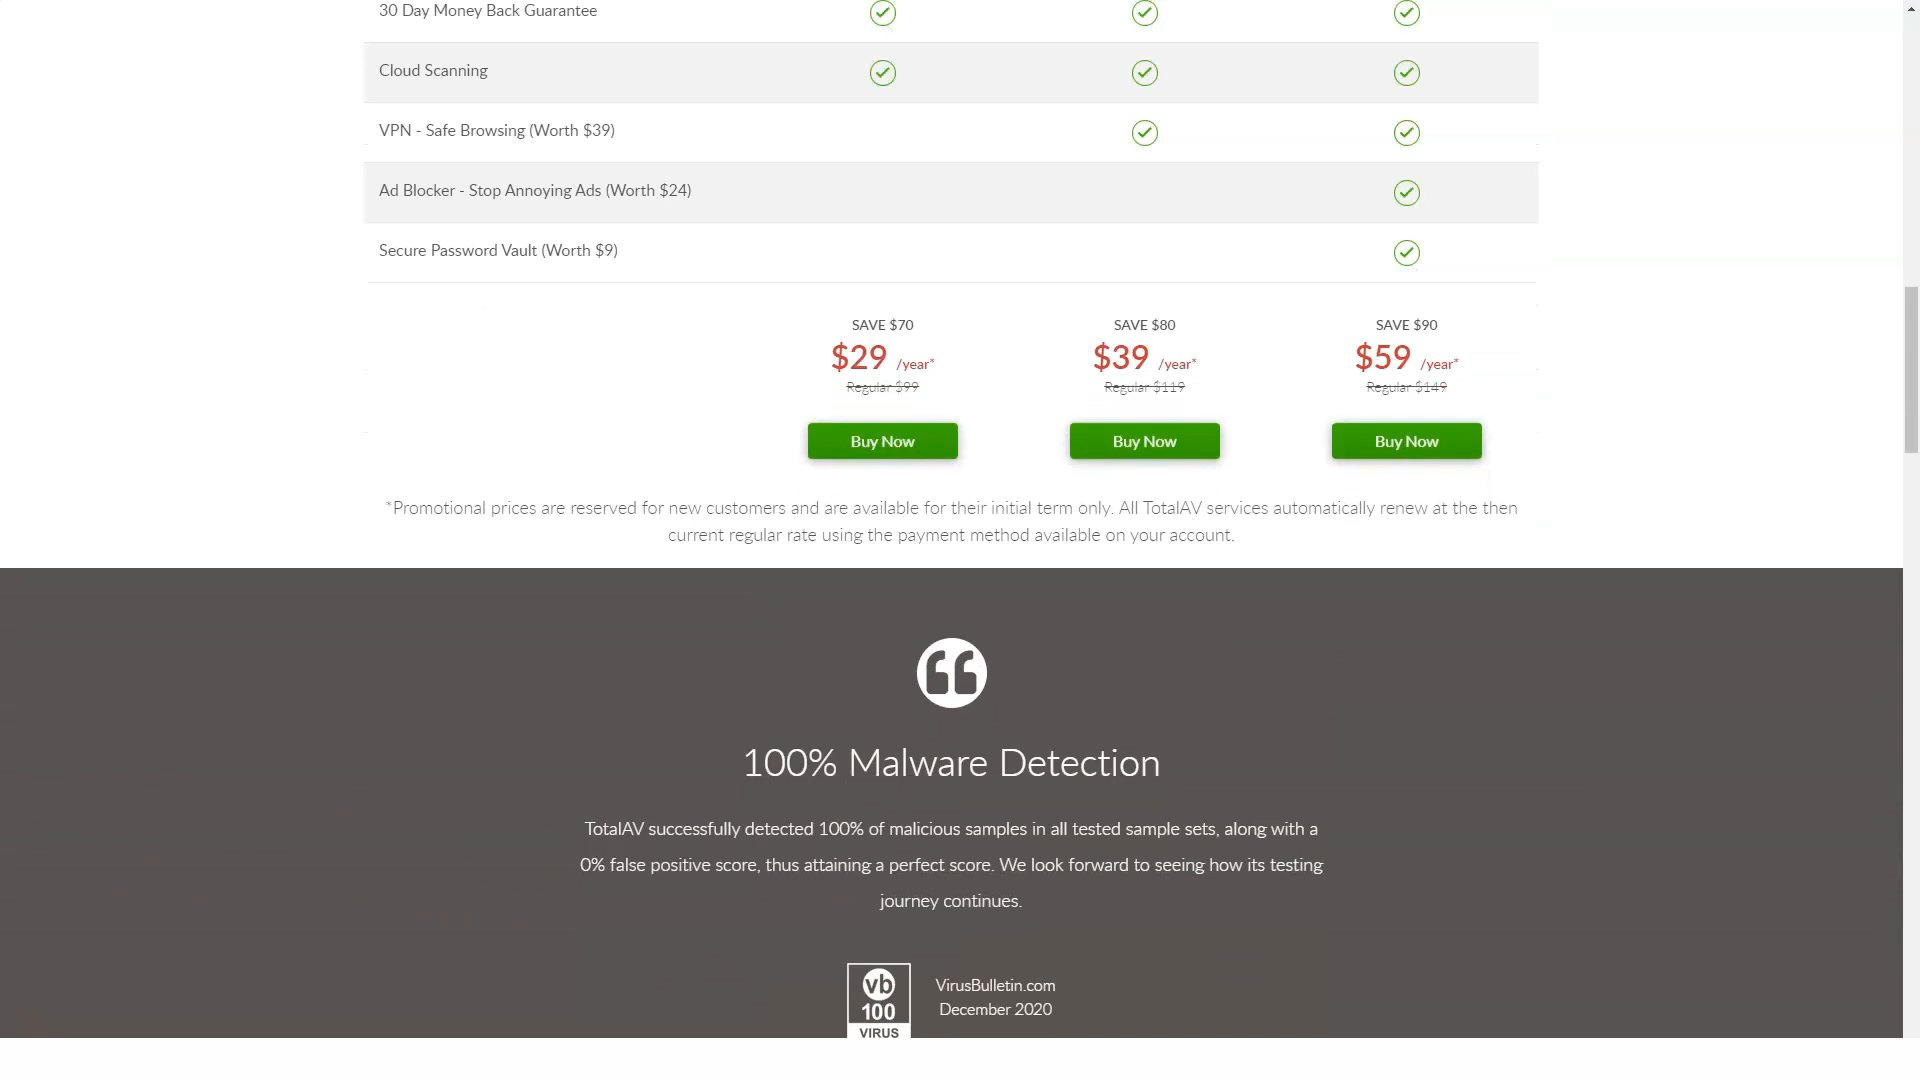 30 Day Money Back Guarantee
Cloud Scanning
VPN - Safe Browsing (Worth $39)
Ad Blocker - Stop Annoying Ads (Worth $24)
Secure Password Vault (Worth $9)
SAVE $70 SAVE $80 SAVE $90
$29 /year* $39 /year* $59 /year*
Regular $99 Regular $119 Regular $149
Buy Now Buy Now Buy Now
*Promotional prices are reserved for new customers and are available for their initial term only. All TotalAV services automatically renew at the then
current regular rate using the payment method available on your account.
100% Malware Detection
TotalAV successfully detected 100% of malicious samples in all tested sample sets, along with a
0% false positive score, thus attaining a perfect score. We look forward to seeing how its testing
journey continues.
vb
100
VIRUS
VirusBulletin.com
December 2020